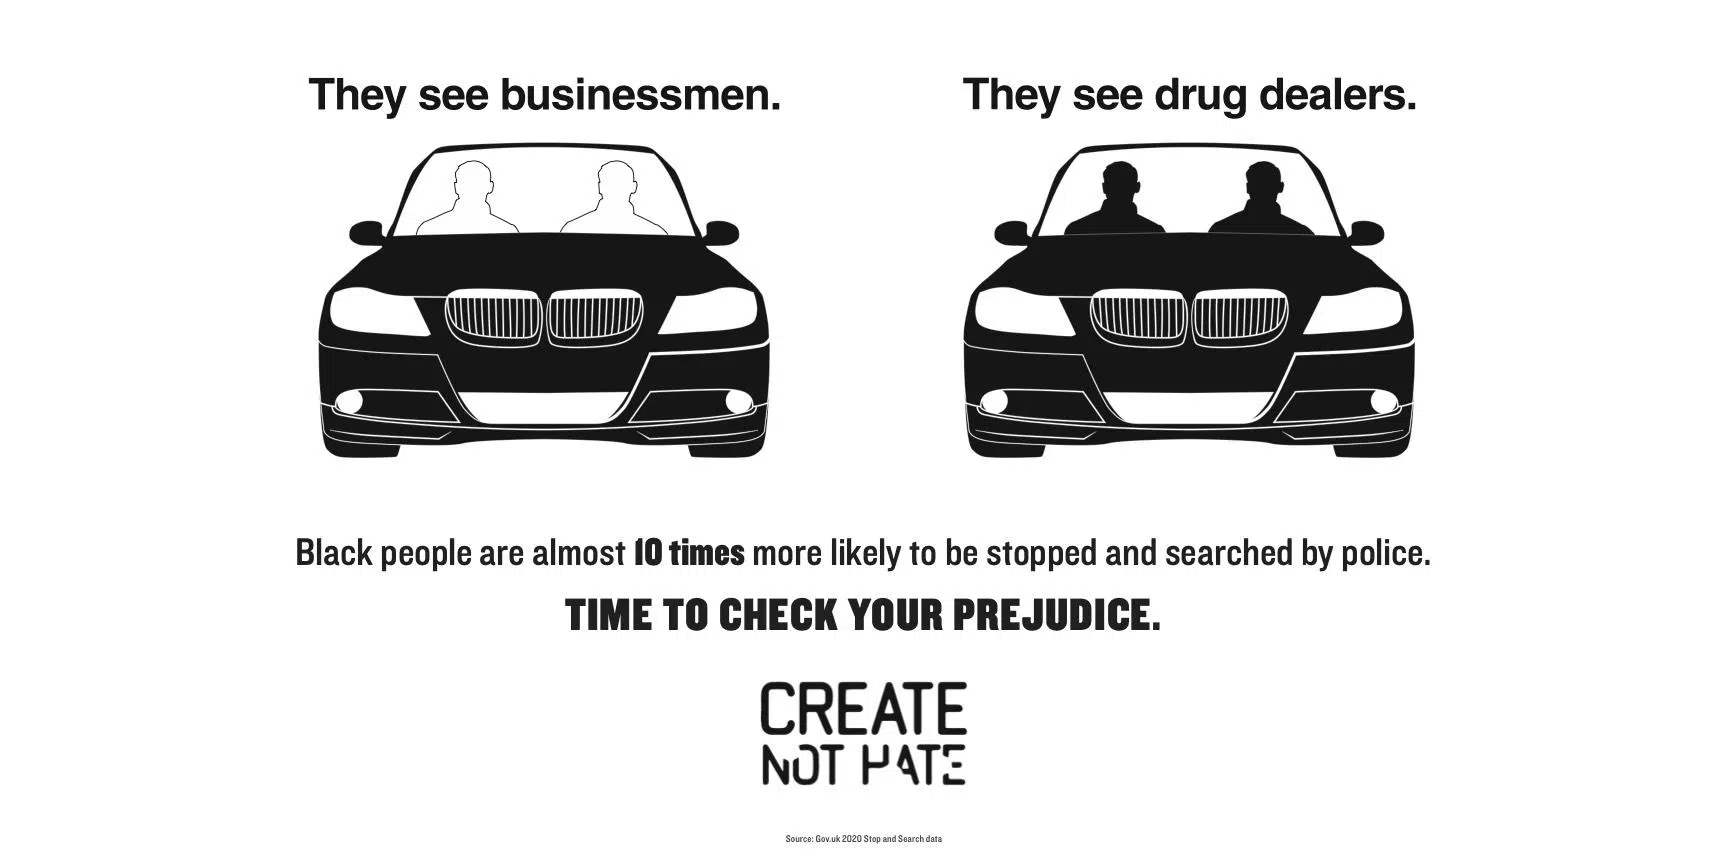 They see businessmen.
They see drug dealers.
Black people are almost 10 times more likely to be stopped and searched by police.
TIME TO CHECK YOUR PREJUDICE.
CREATE
NOT HATE
Source: Gov.uk 2020 Stop and Search data